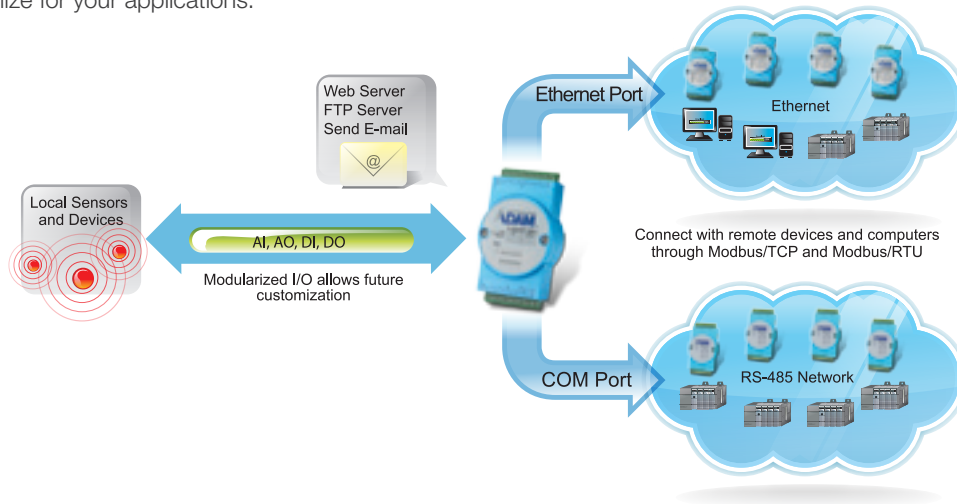 nize for your applications.
Web Server
FTP Server
Send E-mail
@
Ethernet Port
Ethernet
Local Sensors
and Devices
AI, AO, DI, DO
Modularized I/O allows future
customization
ADAM
Connect with remote devices and computers
through Modbus/TCP and Modbus/RTU
COM Port
RS-485 Network